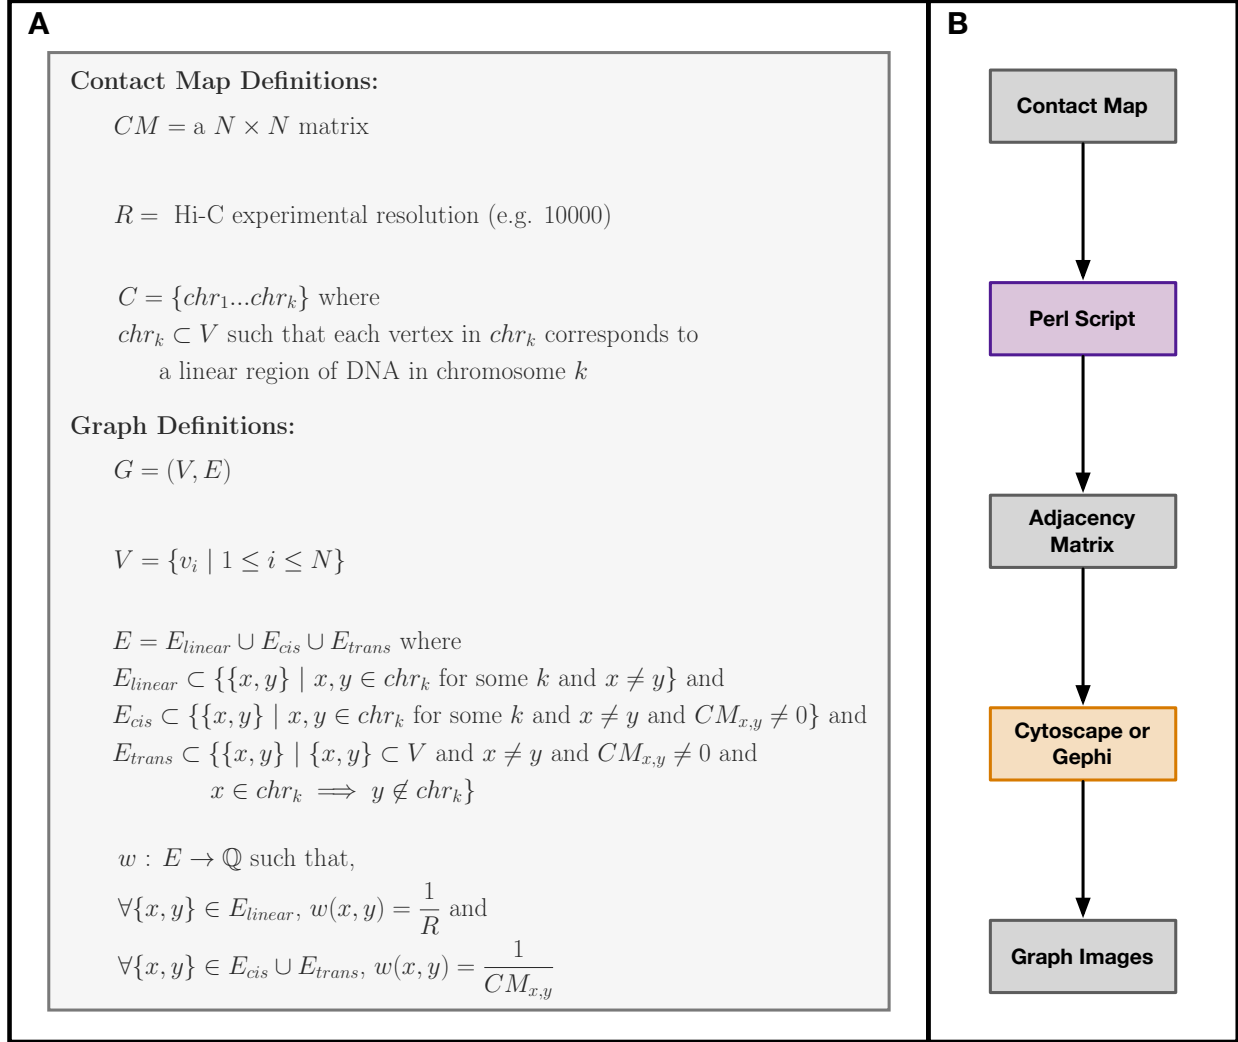 A
Contact Map Definitions:
CM = a N × N matrix
R = Hi-C experimental resolution (e.g. 10000)
C = {chr₁...chrₖ} where
chrₖ ⊂ V such that each vertex in chrₖ corresponds to
a linear region of DNA in chromosome k
Graph Definitions:
G = (V, E)
V = {vᵢ | 1 ≤ i ≤ N}
E = E_linear ∪ E_cis ∪ E_trans where
E_linear ⊂ {{x, y} | x, y ∈ chrₖ for some k and x ≠ y} and
E_cis ⊂ {{x, y} | x, y ∈ chrₖ for some k and x ≠ y and CM_x,y ≠ 0} and
E_trans ⊂ {{x, y} | {x, y} ⊂ V and x ≠ y and CM_x,y ≠ 0 and
x ∈ chrₖ ⟹ y ∉ chrₖ}
w : E → ℚ such that,
∀{x, y} ∈ E_linear, w(x, y) = 1/R and
∀{x, y} ∈ E_cis ∪ E_trans, w(x, y) = 1/CM_x,y
B
Contact Map
Perl Script
Adjacency
Matrix
Cytoscape or
Gephi
Graph Images